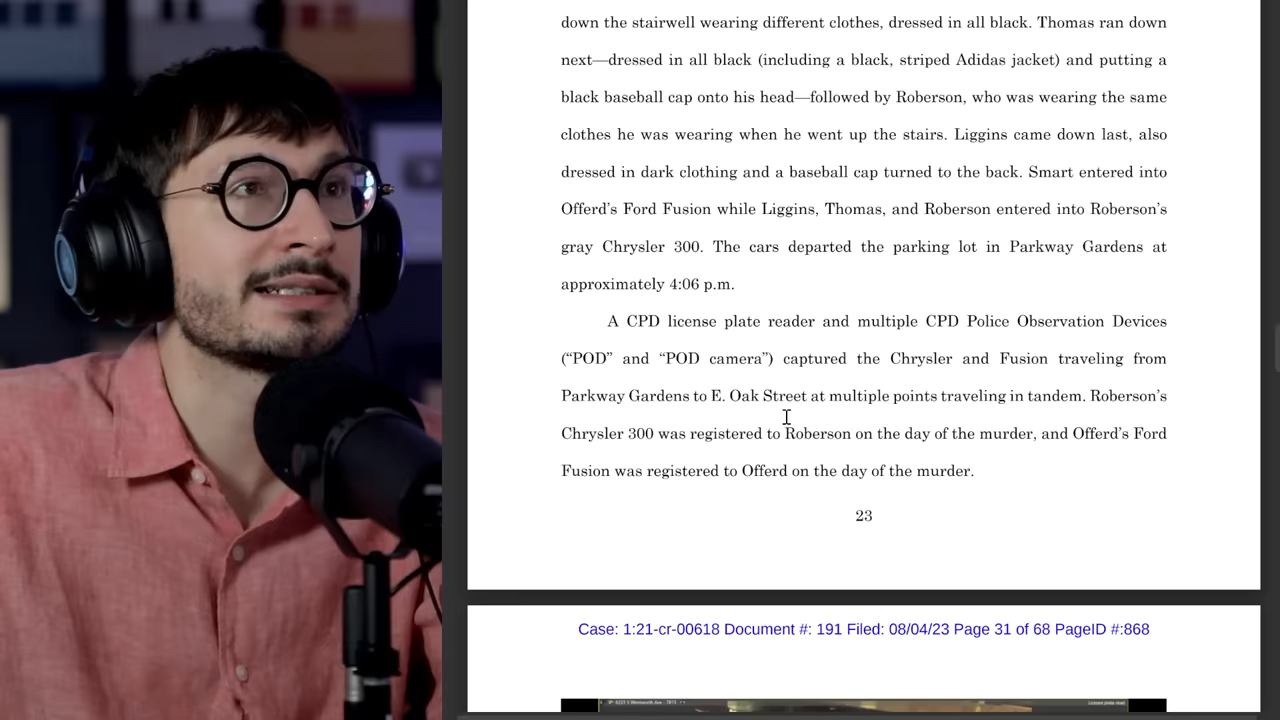 down the stairwell wearing different clothes, dressed in all black. Thomas ran down
next—dressed in all black (including a black, striped Adidas jacket) and putting a
black baseball cap onto his head—followed by Roberson, who was wearing the same
clothes he was wearing when he went up the stairs. Liggins came down last, also
dressed in dark clothing and a baseball cap turned to the back. Smart entered into
Offerd’s Ford Fusion while Liggins, Thomas, and Roberson entered into Roberson’s
gray Chrysler 300. The cars departed the parking lot in Parkway Gardens at
approximately 4:06 p.m.
A CPD license plate reader and multiple CPD Police Observation Devices
(“POD” and “POD camera”) captured the Chrysler and Fusion traveling from
Parkway Gardens to E. Oak Street at multiple points traveling in tandem. Roberson’s
Chrysler 300 was registered to Roberson on the day of the murder, and Offerd’s Ford
Fusion was registered to Offerd on the day of the murder.
23
Case: 1:21-cr-00618 Document #: 191 Filed: 08/04/23 Page 31 of 68 PageID #:868